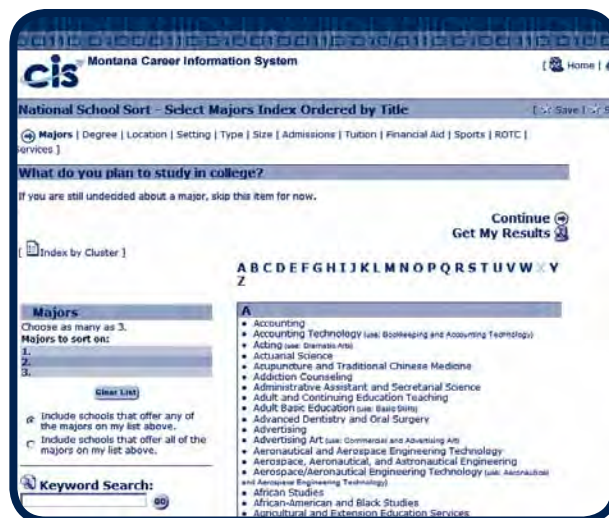 cis Montana Career Information System
[ Home |
National School Sort - Select Majors Index Ordered by Title
[ Save |
Majors | Degree | Location | Setting | Type | Size | Admissions | Tuition | Financial Aid | Sports | ROTC |
ervices ]
What do you plan to study in college?
If you are still undecided about a major, skip this item for now.
Continue
Get My Results
[ Index by Cluster ]
A B C D E F G H I J K L M N O P Q R S T U V W X Y
Z
Majors
Choose as many as 3.
Majors to sort on:
1.
2.
3.
Clear List
Include schools that offer any of
the majors on my list above.
Include schools that offer all of the
majors on my list above.
Keyword Search:
GO
A
• Accounting
• Accounting Technology (use: Bookkeeping and Accounting Technology)
• Acting (use: Dramatic Arts)
• Actuarial Science
• Acupuncture and Traditional Chinese Medicine
• Addiction Counseling
• Administrative Assistant and Secretarial Science
• Adult and Continuing Education Teaching
• Adult Basic Education (use: Basic Skills)
• Advanced Dentistry and Oral Surgery
• Advertising
• Advertising Art (use: Commercial and Advertising Art)
• Aeronautical and Aerospace Engineering Technology
• Aerospace, Aeronautical, and Astronautical Engineering
• Aerospace/Aeronautical Engineering Technology (use: Aeronautical
and Aerospace Engineering Technology)
• African Studies
• African-American and Black Studies
• Agricultural and Extension Education Services